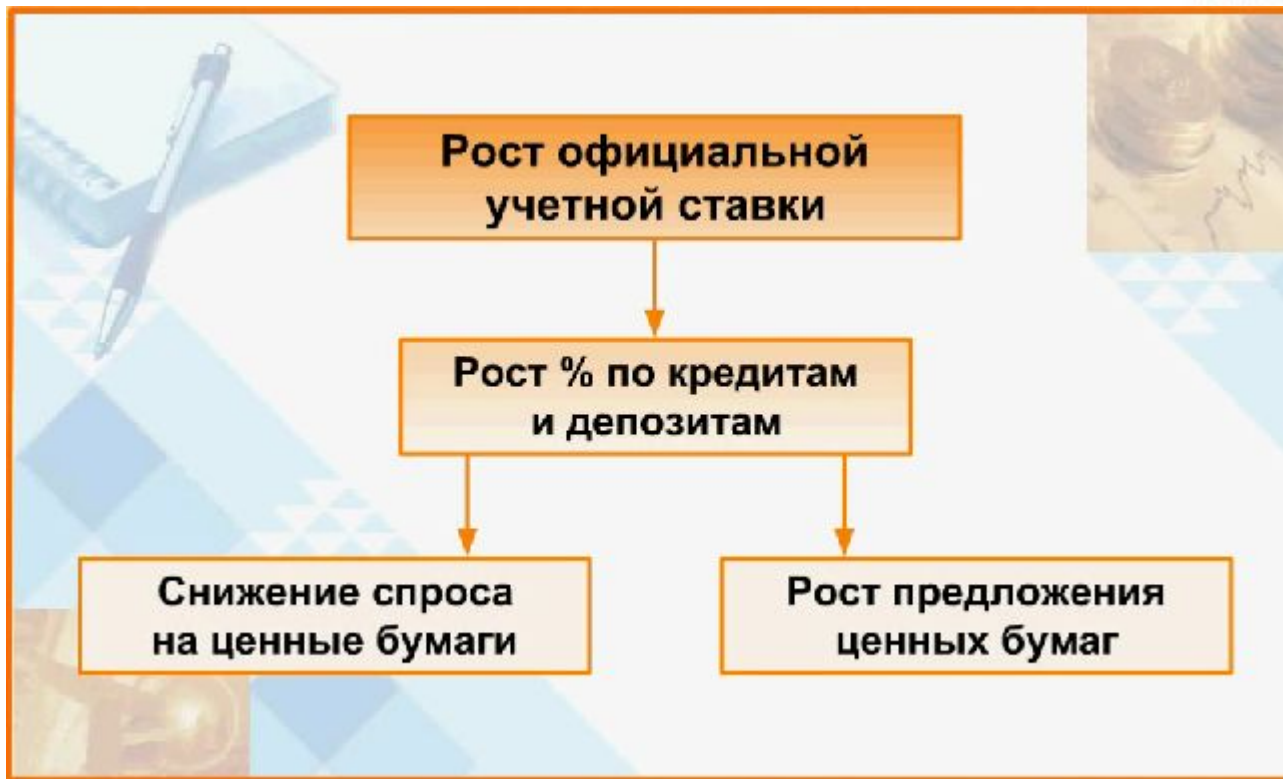 Рост официальной
учетной ставки
Рост % по кредитам
и депозитам
Снижение спроса
на ценные бумаги
Рост предложения
ценных бумаг